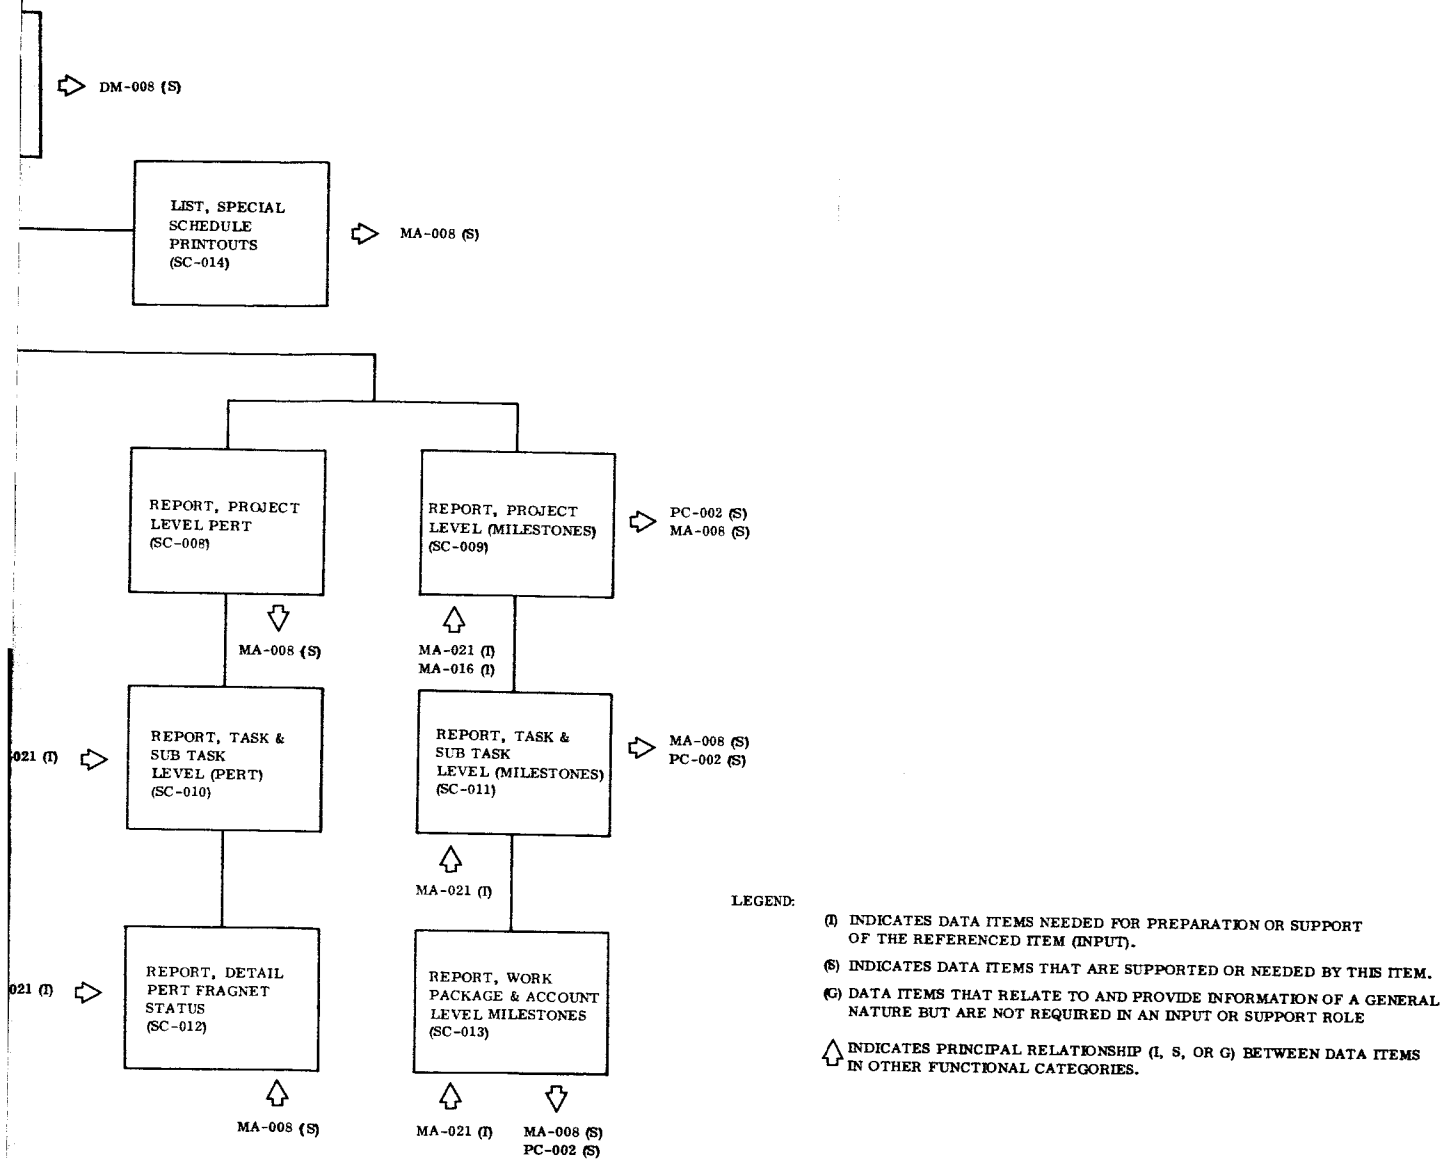 DM-008 (S)
LIST, SPECIAL
SCHEDULE
PRINTOUTS
(SC-014)
MA-008 (S)
REPORT, PROJECT
LEVEL PERT
(SC-008)
REPORT, PROJECT
LEVEL (MILESTONES)
(SC-009)
PC-002 (S)
MA-008 (S)
MA-008 (S)
MA-021 (I)
MA-016 (I)
021 (I)
REPORT, TASK &
SUB TASK
LEVEL (PERT)
(SC-010)
REPORT, TASK &
SUB TASK
LEVEL (MILESTONES)
(SC-011)
MA-008 (S)
PC-002 (S)
MA-021 (I)
021 (I)
REPORT, DETAIL
PERT FRAGNET
STATUS
(SC-012)
REPORT, WORK
PACKAGE & ACCOUNT
LEVEL MILESTONES
(SC-013)
MA-008 (S)
MA-021 (I)
MA-008 (S)
PC-002 (S)
LEGEND:
(I) INDICATES DATA ITEMS NEEDED FOR PREPARATION OR SUPPORT
OF THE REFERENCED ITEM (INPUT).
(S) INDICATES DATA ITEMS THAT ARE SUPPORTED OR NEEDED BY THIS ITEM.
(G) DATA ITEMS THAT RELATE TO AND PROVIDE INFORMATION OF A GENERAL
NATURE BUT ARE NOT REQUIRED IN AN INPUT OR SUPPORT ROLE
INDICATES PRINCIPAL RELATIONSHIP (I, S, OR G) BETWEEN DATA ITEMS
IN OTHER FUNCTIONAL CATEGORIES.